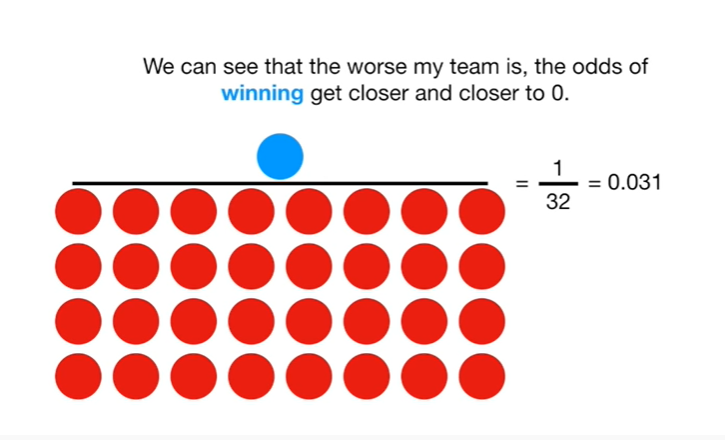 We can see that the worse my team is, the odds of
winning get closer and closer to 0.
= 1/32 = 0.031